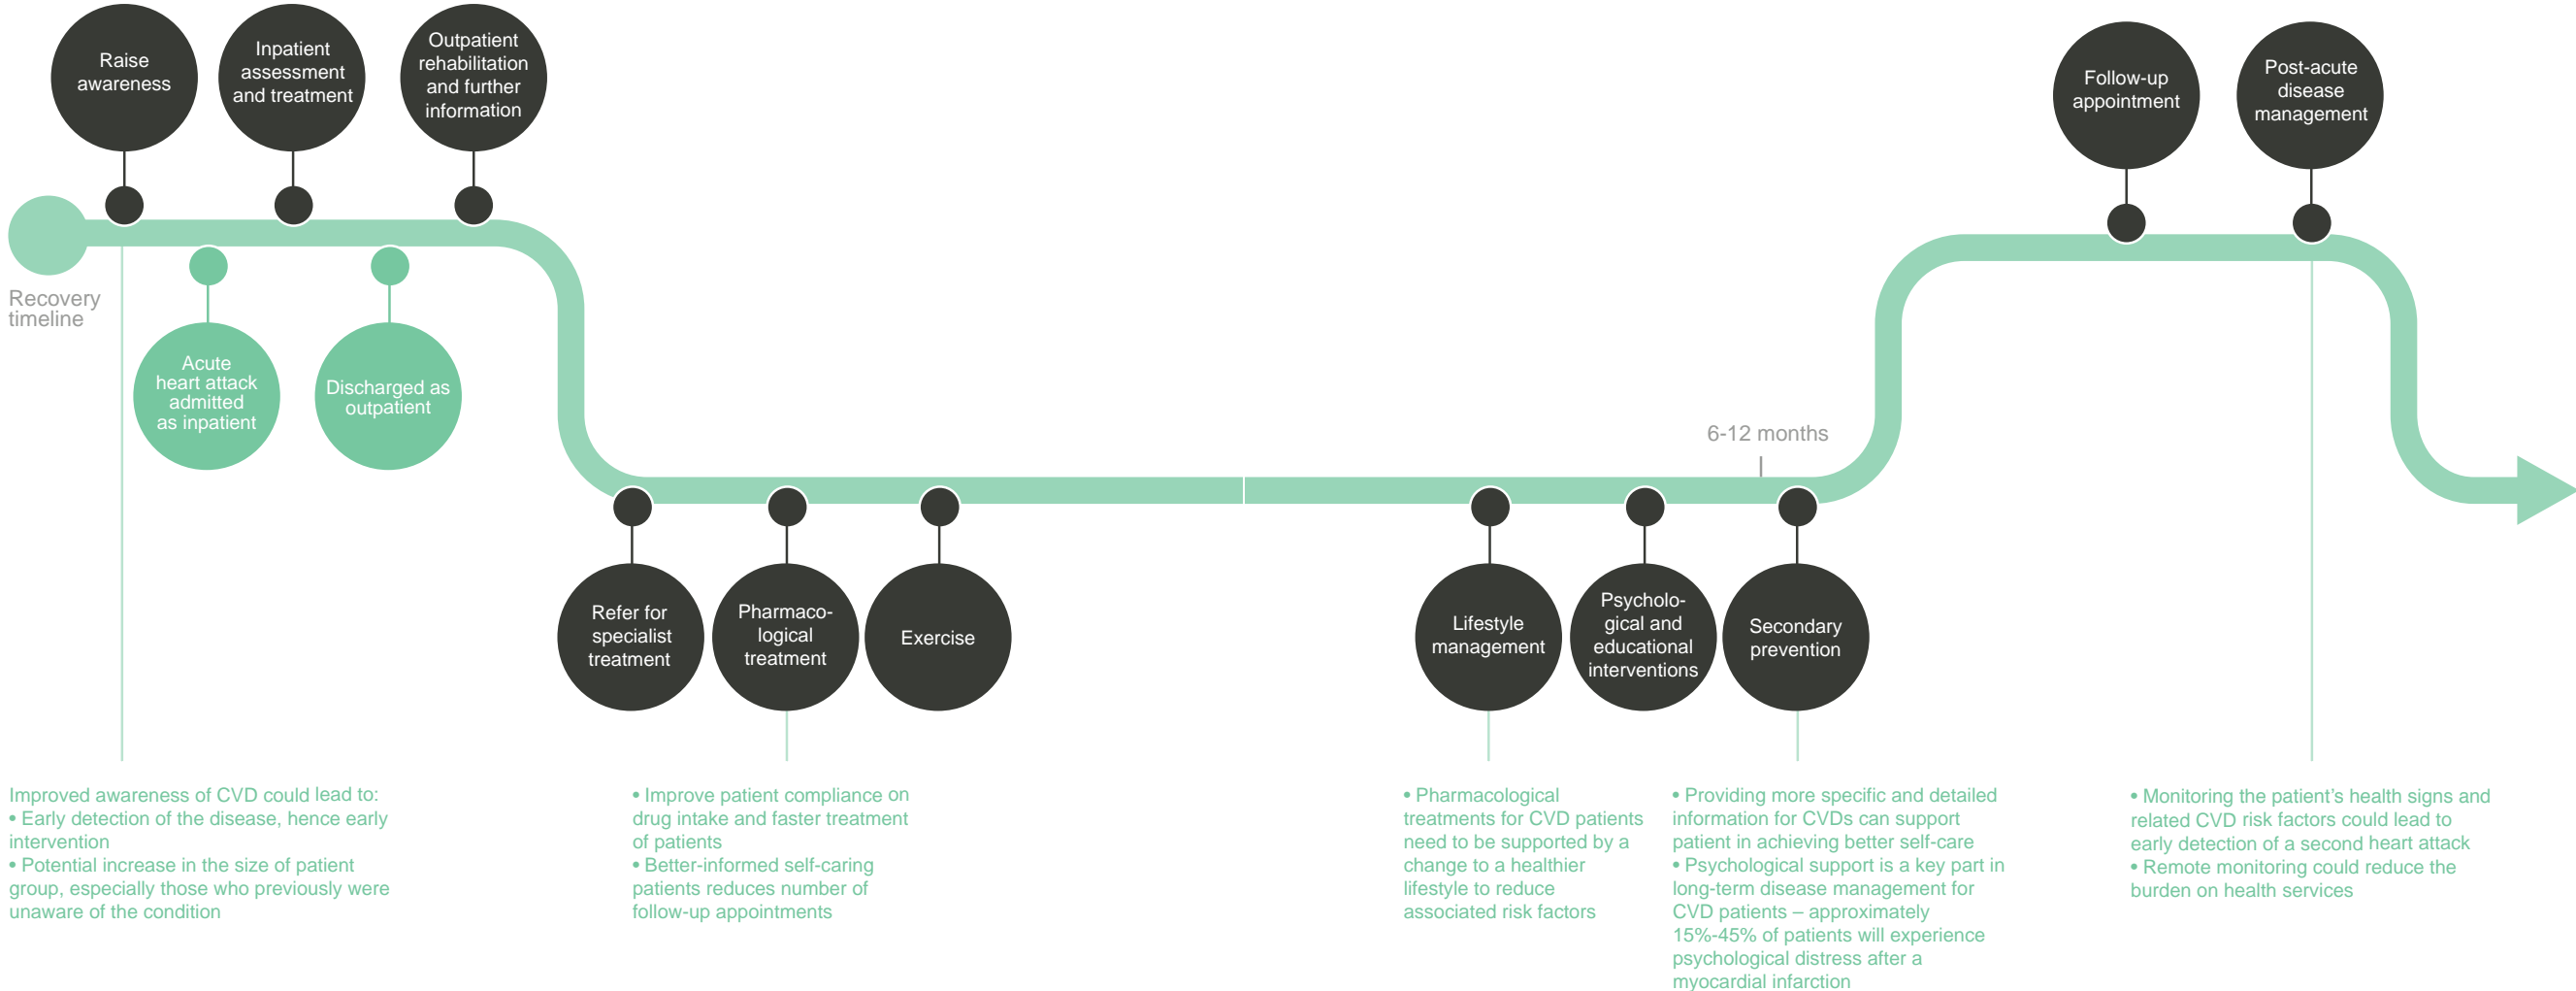 Raise
awareness
Inpatient
assessment
and treatment
Outpatient
rehabilitation
and further
information
Follow-up
appointment
Post-acute
disease
management
Recovery
timeline
Acute
heart attack
admitted
as inpatient
Discharged as
outpatient
6-12 months
Refer for
specialist
treatment
Pharmaco-
logical
treatment
Exercise
Lifestyle
management
Psycholo-
gical and
educational
interventions
Secondary
prevention
Improved awareness of CVD could lead to:
• Early detection of the disease, hence early
intervention
• Potential increase in the size of patient
group, especially those who previously were
unaware of the condition
• Improve patient compliance on
drug intake and faster treatment
of patients
• Better-informed self-caring
patients reduces number of
follow-up appointments
• Pharmacological
treatments for CVD patients
need to be supported by a
change to a healthier
lifestyle to reduce
associated risk factors
• Providing more specific and detailed
information for CVDs can support
patient in achieving better self-care
• Psychological support is a key part in
long-term disease management for
CVD patients – approximately
15%-45% of patients will experience
psychological distress after a
myocardial infarction
• Monitoring the patient’s health signs and
related CVD risk factors could lead to
early detection of a second heart attack
• Remote monitoring could reduce the
burden on health services